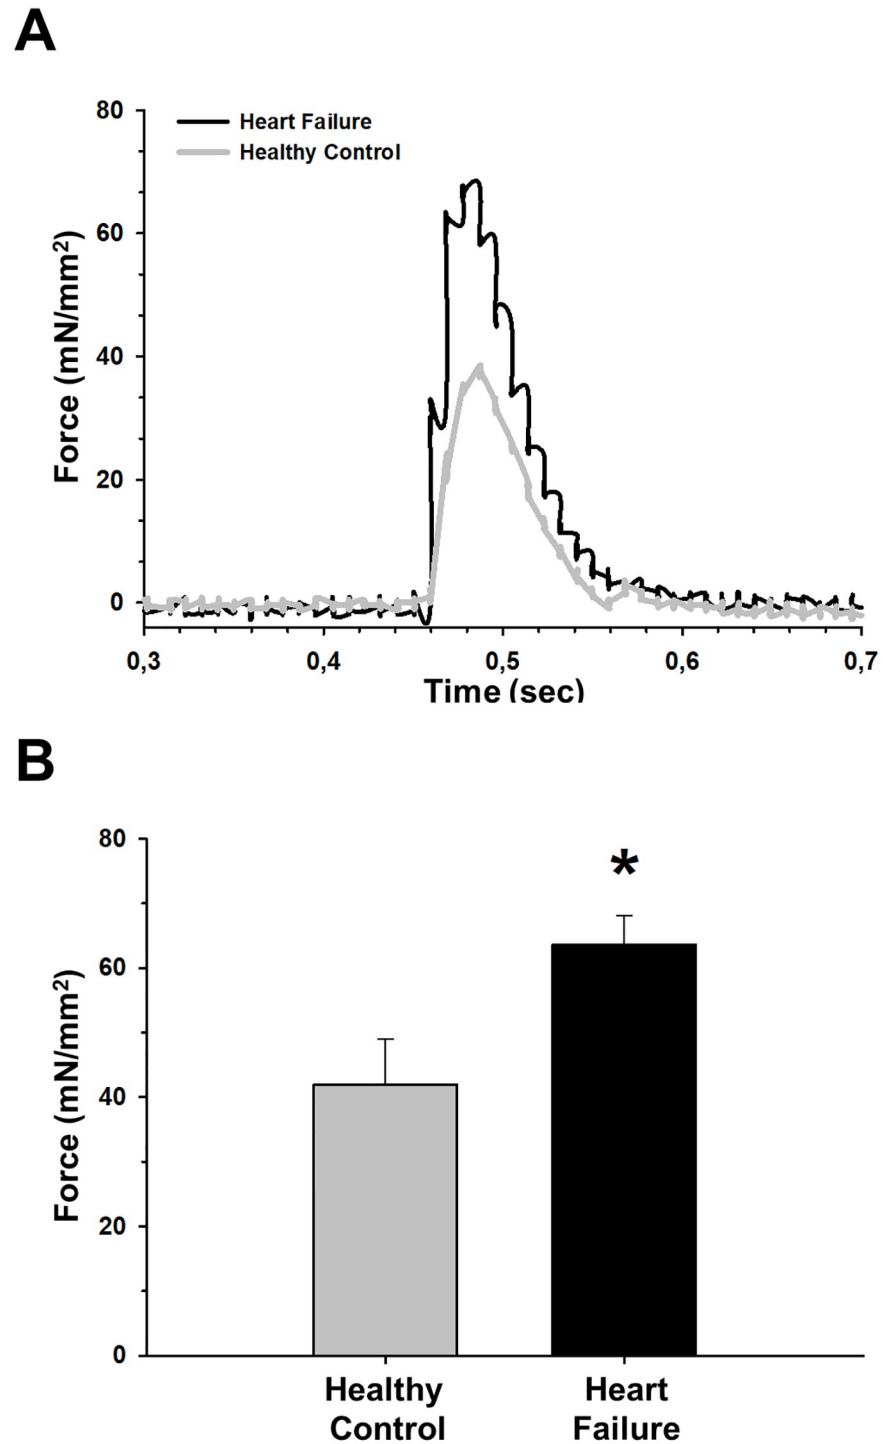 A
80
Heart Failure
Healthy Control
60
40
20
0
Force (mN/mm²)
0,3 0,4 0,5 0,6 0,7
Time (sec)
B
80
60
40
20
0
Force (mN/mm²)
Healthy Control
Heart Failure
*